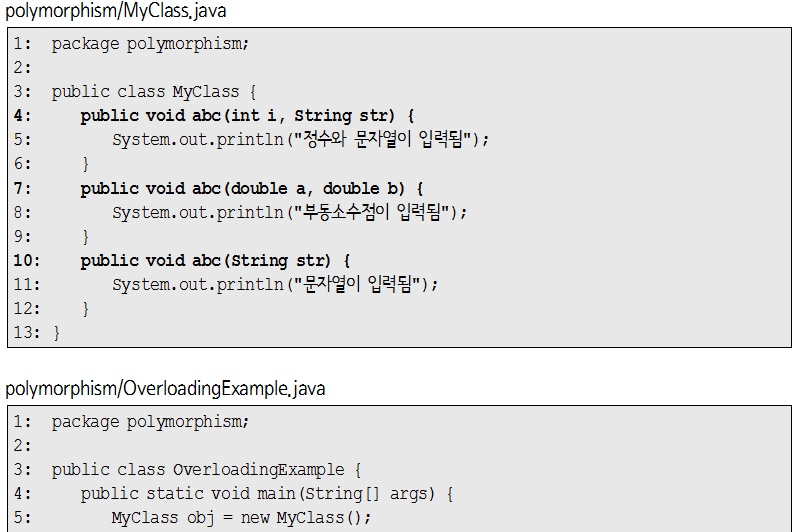 polymorphism/MyClass.java
1: package polymorphism;
2:
3: public class MyClass {
4: public void abc(int i, String str) {
5: System.out.println("정수와 문자열이 입력됨");
6: }
7: public void abc(double a, double b) {
8: System.out.println("부동소수점이 입력됨");
9: }
10: public void abc(String str) {
11: System.out.println("문자열이 입력됨");
12: }
13: }
polymorphism/OverloadingExample.java
1: package polymorphism;
2:
3: public class OverloadingExample {
4: public static void main(String[] args) {
5: MyClass obj = new MyClass();